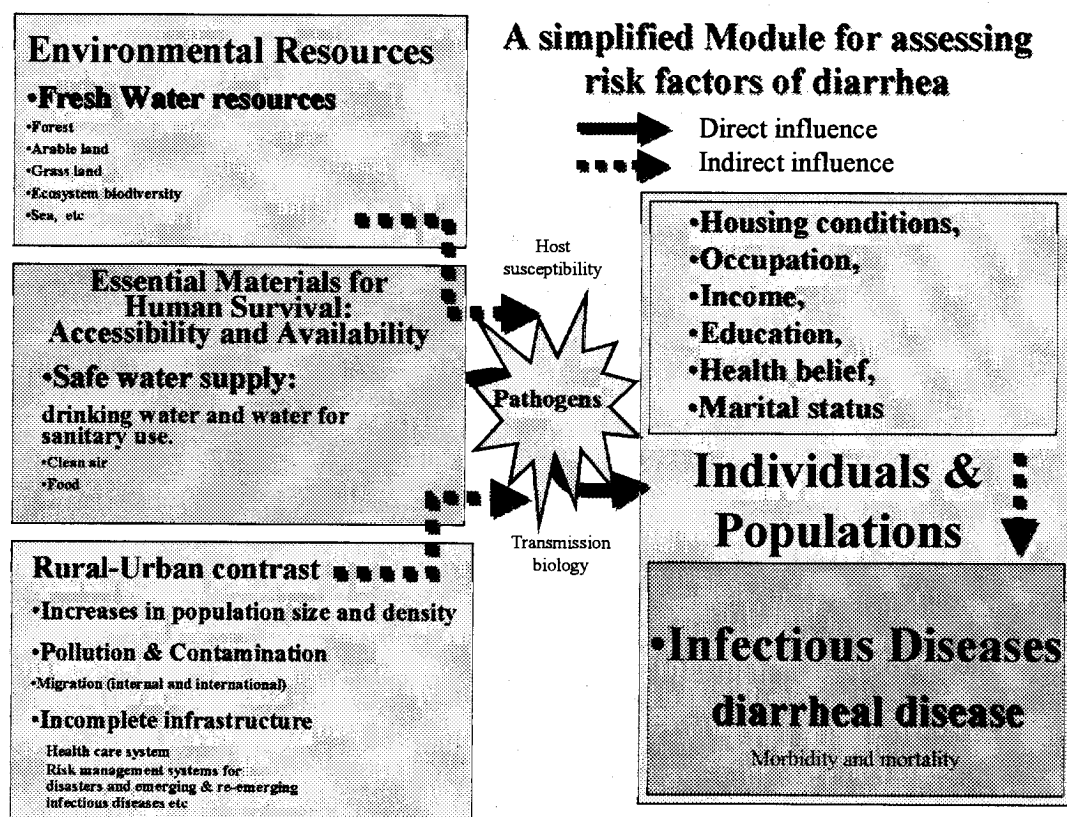 Environmental Resources
•Fresh Water resources
•Forest
•Arable land
•Grass land
•Ecosystem biodiversity
•Sea, etc
A simplified Module for assessing
risk factors of diarrhea
Direct influence
Indirect influence
Essential Materials for
Human Survival:
Accessibility and Availability
•Safe water supply:
drinking water and water for
sanitary use.
•Clean air
•Food
Host
susceptibility
Pathogens
Transmission
biology
•Housing conditions,
•Occupation,
•Income,
•Education,
•Health belief,
•Marital status
Individuals &
Populations
Rural-Urban contrast
•Increases in population size and density
•Pollution & Contamination
•Migration (internal and international)
•Incomplete infrastructure
Health care system
Risk management systems for
disasters and emerging & re-emerging
infectious diseases etc
•Infectious Diseases
diarrheal disease
Morbidity and mortality